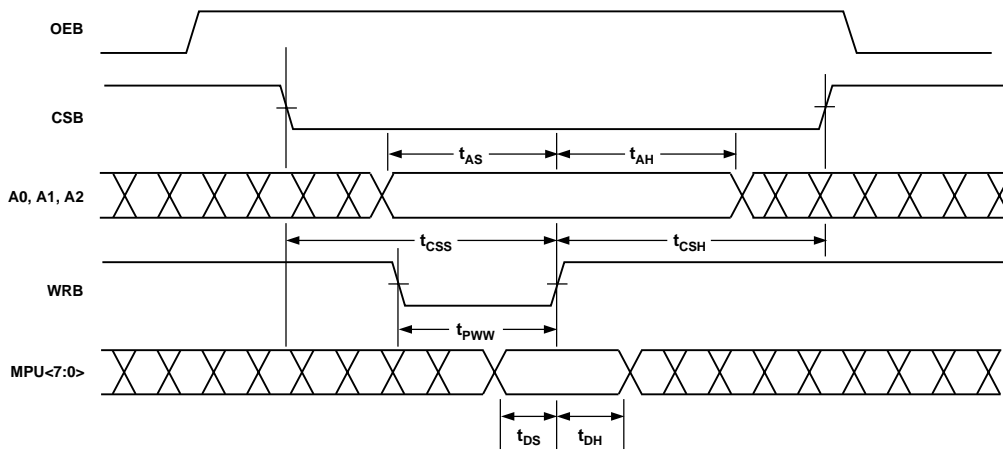 OEB
CSB
tAS
tAH
A0, A1, A2
tCSS
tCSH
WRB
tPWW
MPU<7:0>
tDS
tDH